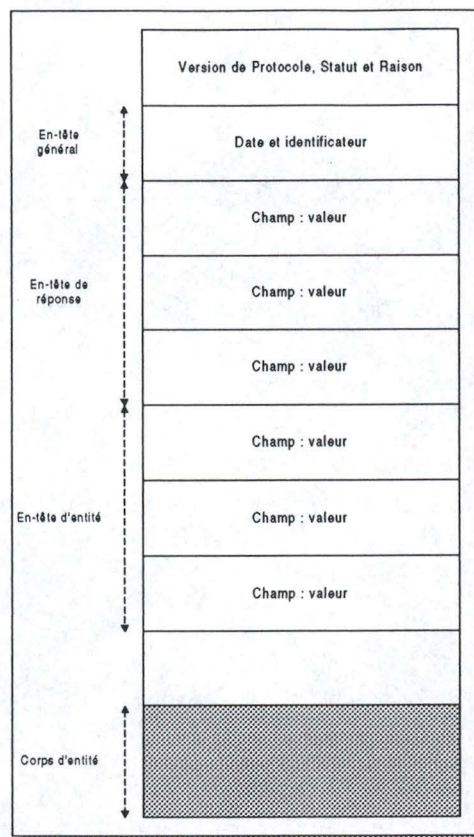 Version de Protocole, Statut et Raison
En-tête
général
Date et identificateur
Champ : valeur
En-tête de
réponse
Champ : valeur
Champ : valeur
Champ : valeur
En-tête d'entité
Champ : valeur
Champ : valeur
Corps d'entité